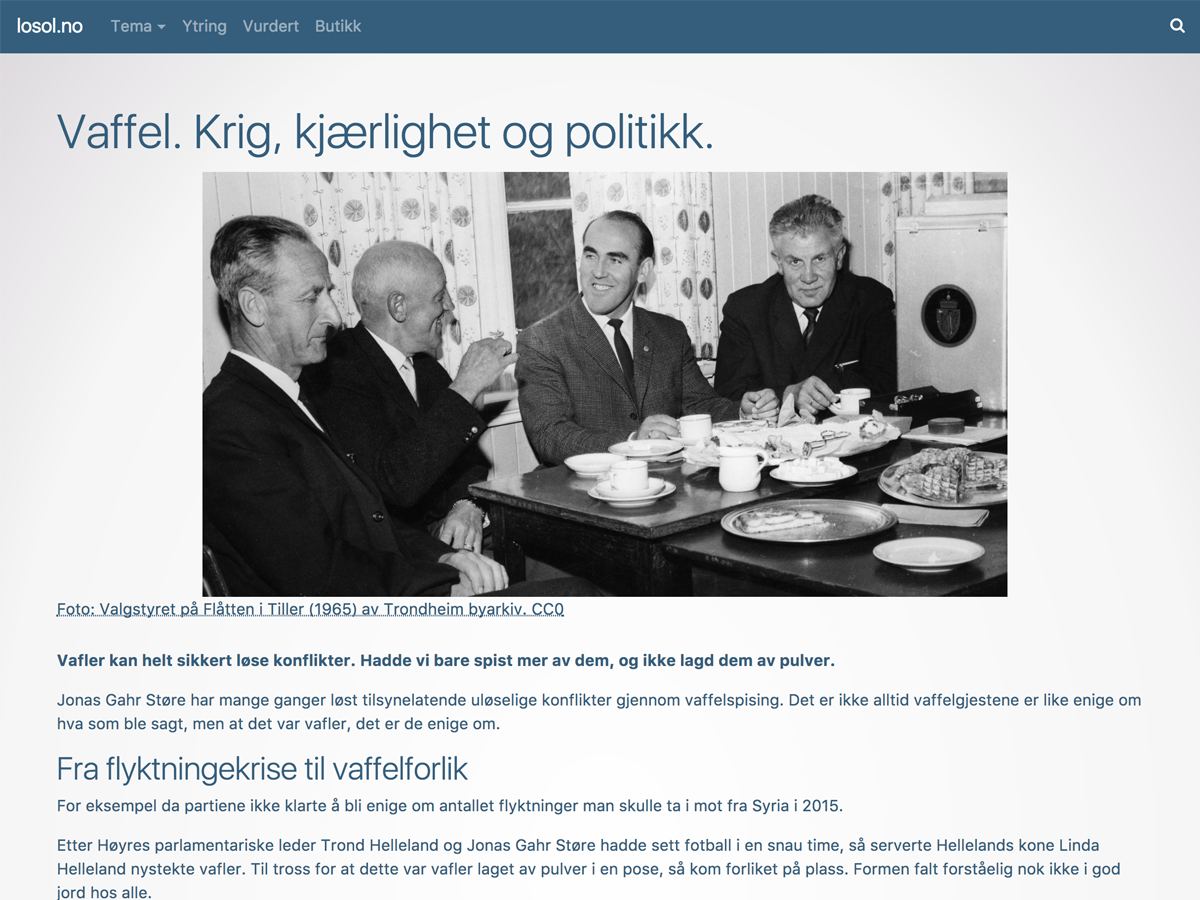 losol.no Tema Ytring Vurdert Butikk
Vaffel. Krig, kjærlighet og politikk.
Foto: Valgstyret på Flåtten i Tiller (1965) av Trondheim byarkiv. CC0
Vafler kan helt sikkert løse konflikter. Hadde vi bare spist mer av dem, og ikke lagd dem av pulver.
Jonas Gahr Støre har mange ganger løst tilsynelatende uløselige konflikter gjennom vaffelspising. Det er ikke alltid vaffelgjestene er like enige om
hva som ble sagt, men at det var vafler, det er de enige om.
Fra flyktningekrise til vaffelforlik
For eksempel da partiene ikke klarte å bli enige om antallet flyktninger man skulle ta i mot fra Syria i 2015.
Etter Høyres parlamentariske leder Trond Helleland og Jonas Gahr Støre hadde sett fotball i en snau time, så serverte Hellelands kone Linda
Helleland nystekte vafler. Til tross for at dette var vafler laget av pulver i en pose, så kom forliket på plass. Formen falt forståelig nok ikke i god
jord hos alle.